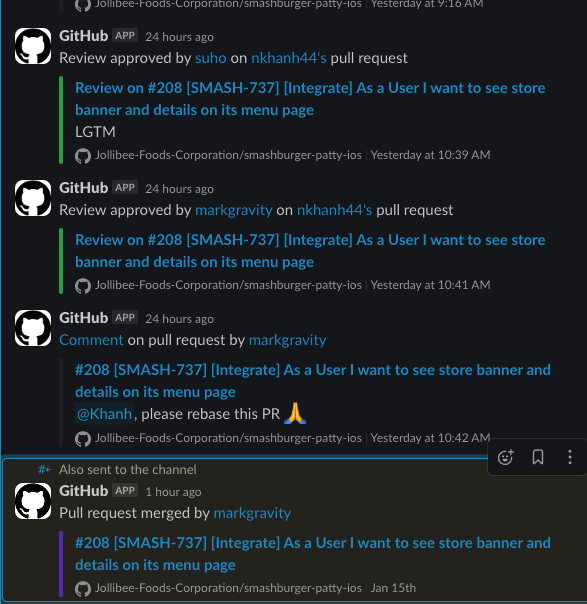 Jollibee-Foods-Corporation/smashburger-patty-ios Yesterday at 9:16 AM
GitHub APP 24 hours ago
Review approved by suho on nkhanh44's pull request
Review on #208 [SMASH-737] [Integrate] As a User I want to see store
banner and details on its menu page
LGTM
Jollibee-Foods-Corporation/smashburger-patty-ios Yesterday at 10:39 AM
GitHub APP 24 hours ago
Review approved by markgravity on nkhanh44's pull request
Review on #208 [SMASH-737] [Integrate] As a User I want to see store
banner and details on its menu page
Jollibee-Foods-Corporation/smashburger-patty-ios Yesterday at 10:41 AM
GitHub APP 24 hours ago
Comment on pull request by markgravity
#208 [SMASH-737] [Integrate] As a User I want to see store banner and
details on its menu page
@Khanh, please rebase this PR 🙏
Jollibee-Foods-Corporation/smashburger-patty-ios Yesterday at 10:42 AM
Also sent to the channel
GitHub APP 1 hour ago
Pull request merged by markgravity
#208 [SMASH-737] [Integrate] As a User I want to see store banner and
details on its menu page
Jollibee-Foods-Corporation/smashburger-patty-ios Jan 15th